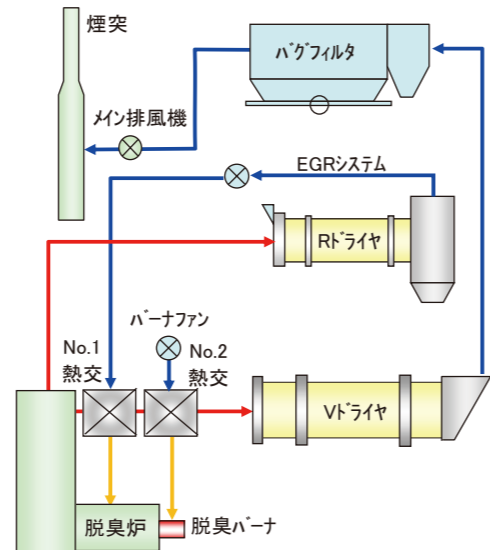 煙突
バグフィルタ
メイン排風機
EGRシステム
Rドライヤ
バーナファン
No.1
熱交
No.2
熱交
Vドライヤ
脱臭炉
脱臭バーナ